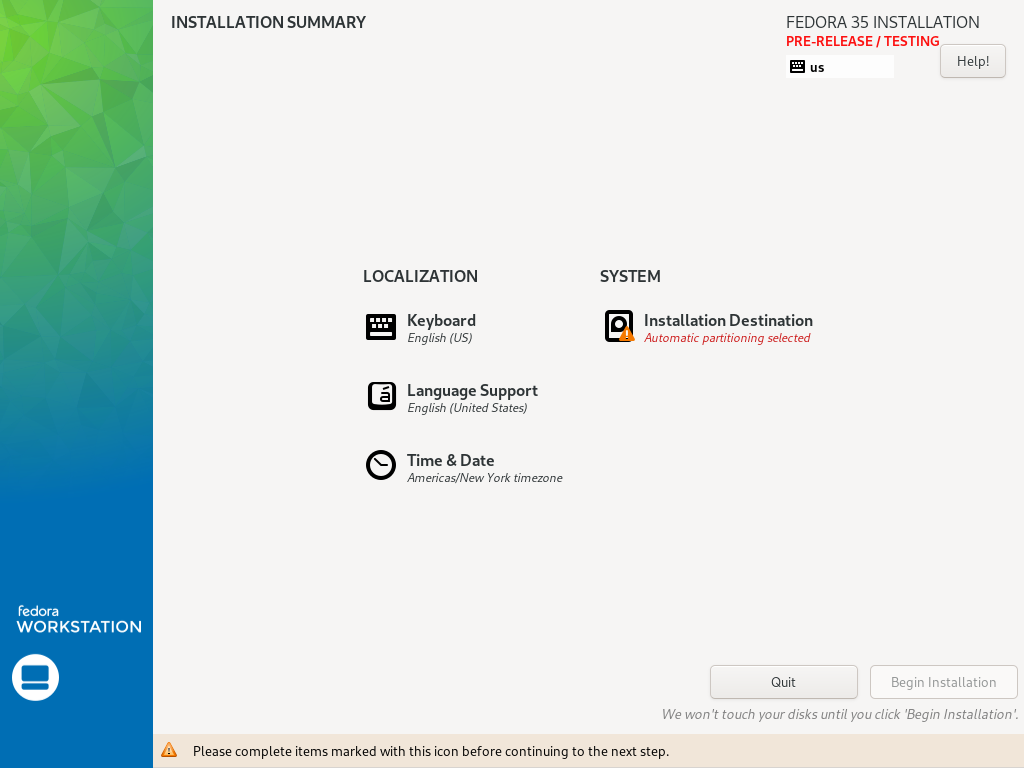 INSTALLATION SUMMARY
FEDORA 35 INSTALLATION
PRE-RELEASE / TESTING
us
Help!
LOCALIZATION
Keyboard
English (US)
Language Support
English (United States)
Time & Date
Americas/New York timezone
SYSTEM
Installation Destination
Automatic partitioning selected
fedora
WORKSTATION
Quit
Begin Installation
We won't touch your disks until you click 'Begin Installation'.
Please complete items marked with this icon before continuing to the next step.